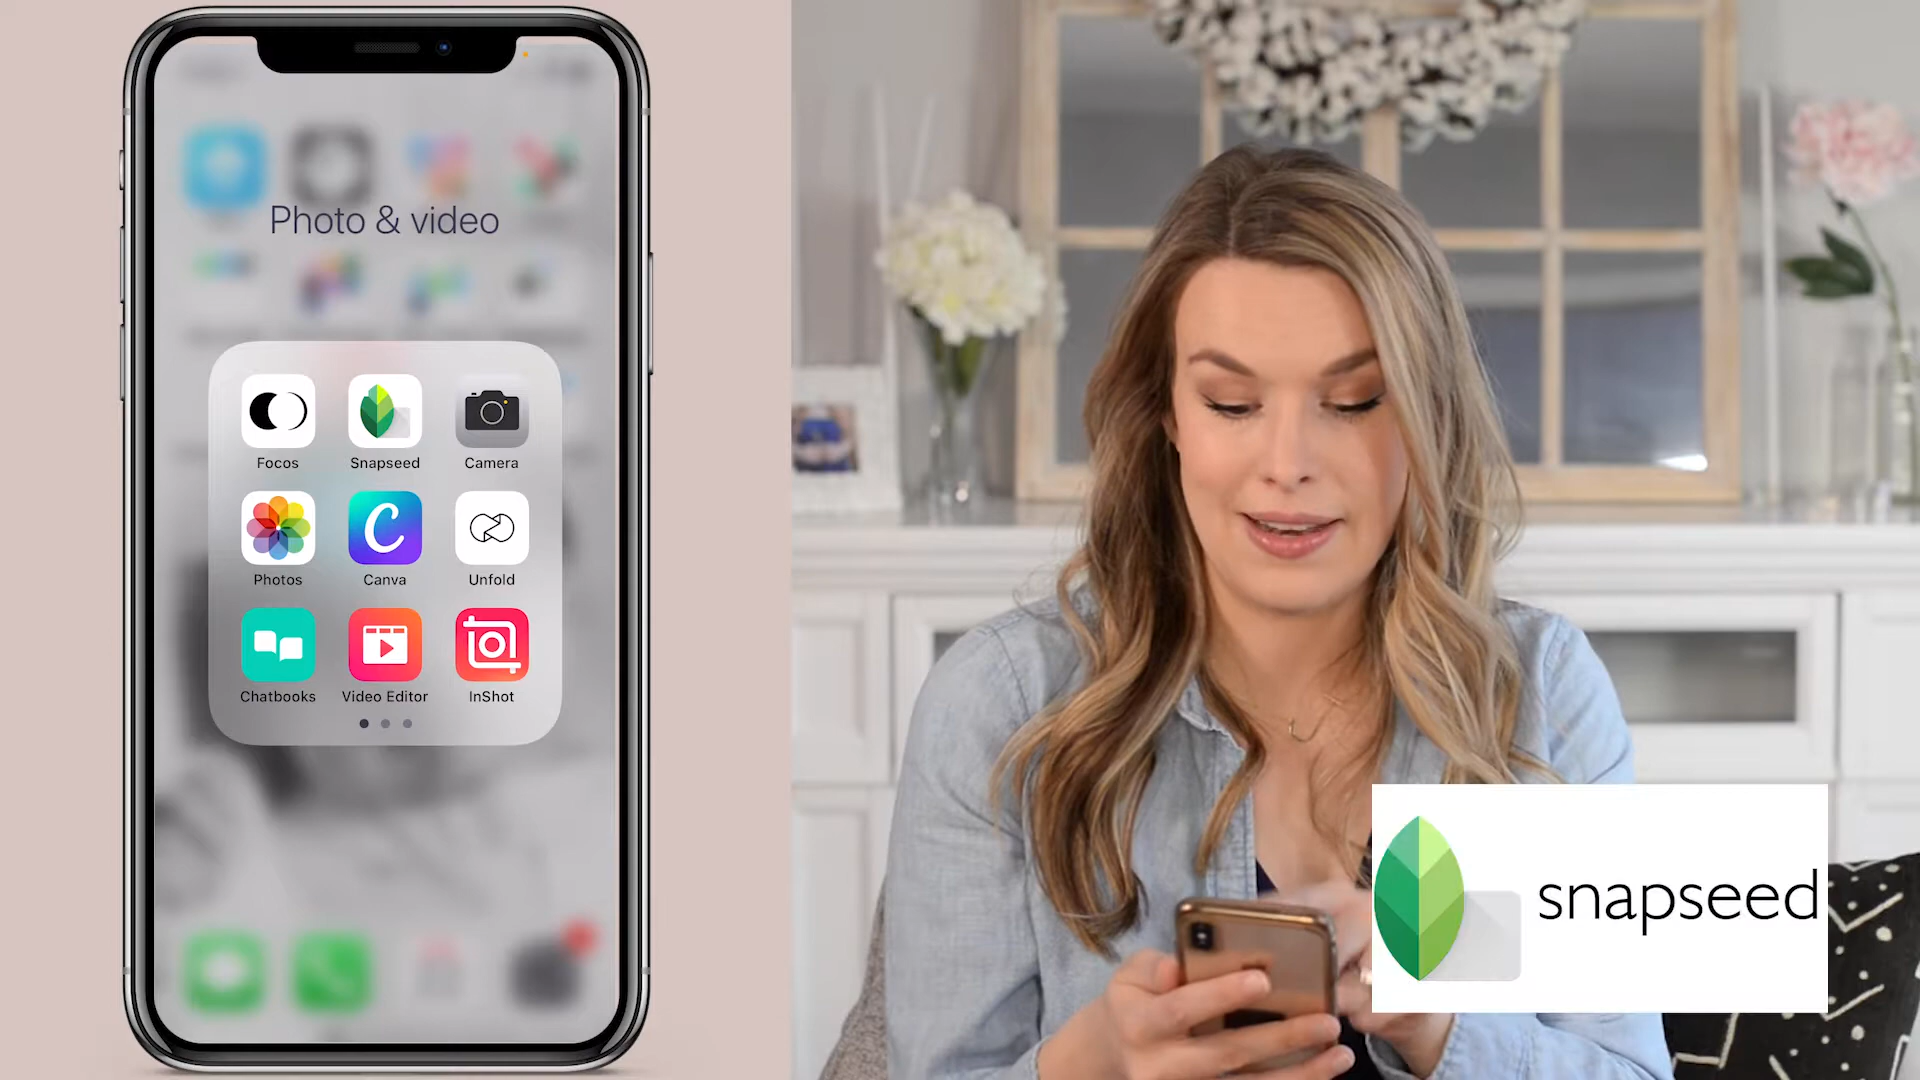 Photo & video
Focos
Snapseed
Camera
Photos
Canva
Unfold
Chatbooks
Video Editor
InShot
snapseed